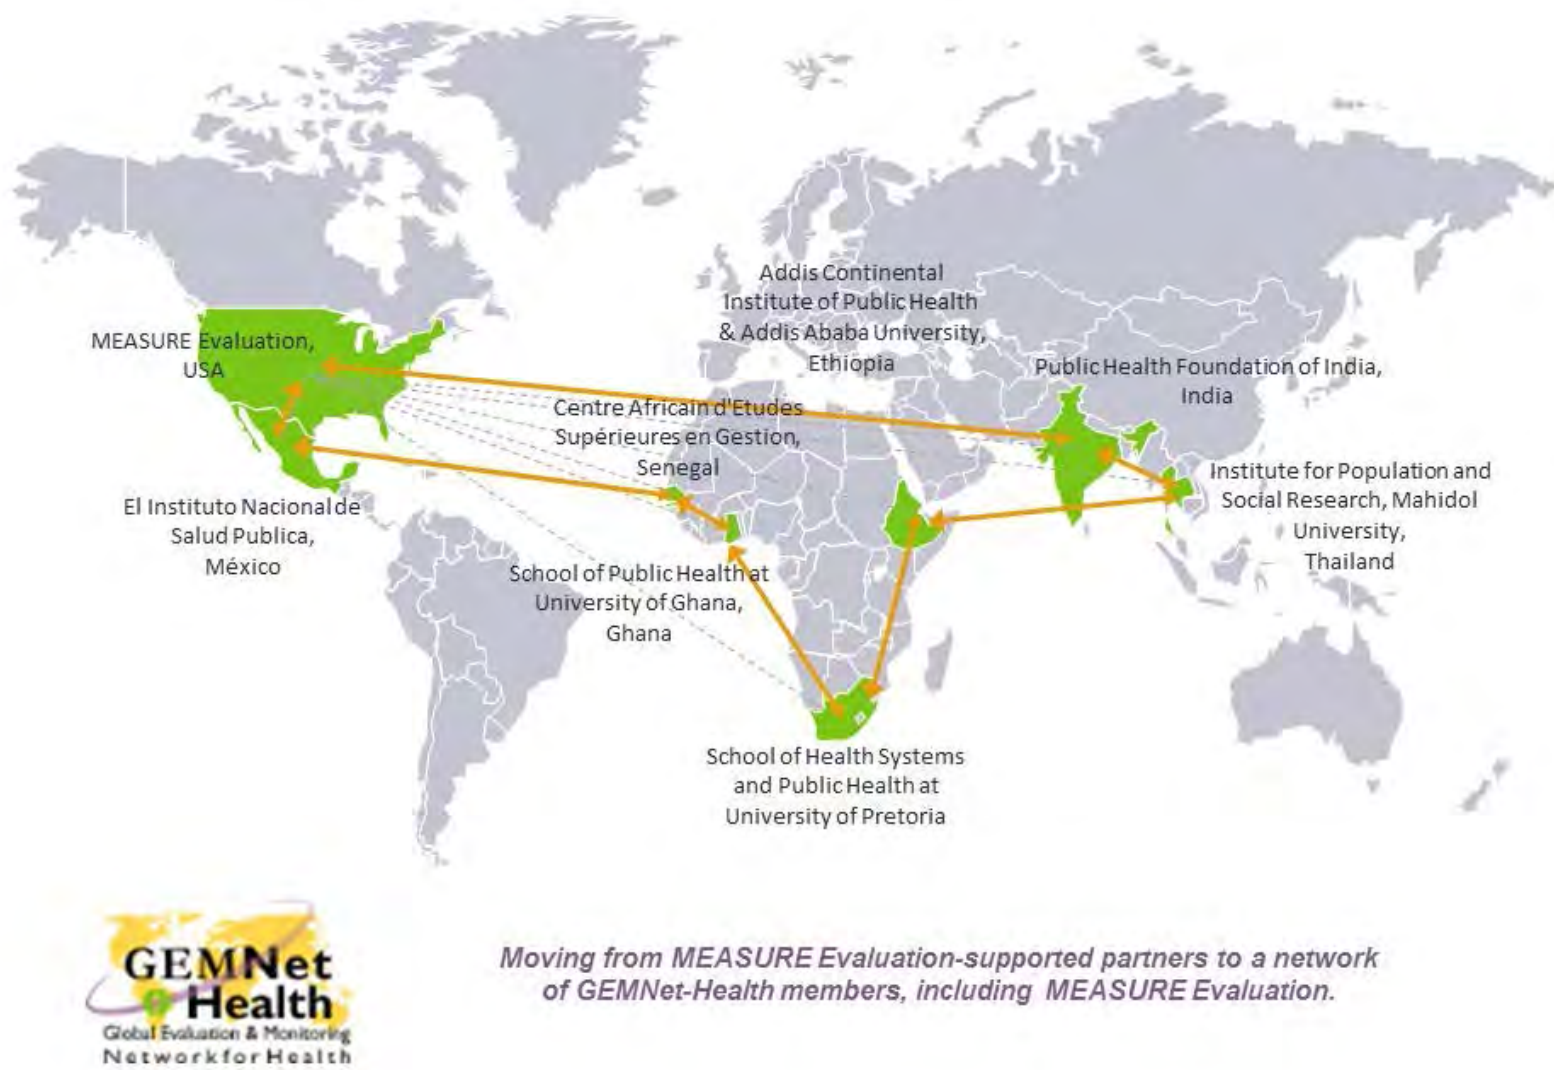 Addis Continental
Institute of Public Health
& Addis Ababa University,
Ethiopia
MEASURE Evaluation,
USA
Public Health Foundation of India,
India
Centre Africain d'Etudes
Supérieures en Gestion,
Senegal
Institute for Population and
Social Research, Mahidol
University,
Thailand
El Instituto Nacional de
Salud Publica,
México
School of Public Health at
University of Ghana,
Ghana
School of Health Systems
and Public Health at
University of Pretoria
GEMNet
Health
Global Evaluation & Monitoring
Network for Health
Moving from MEASURE Evaluation-supported partners to a network
of GEMNet-Health members, including MEASURE Evaluation.